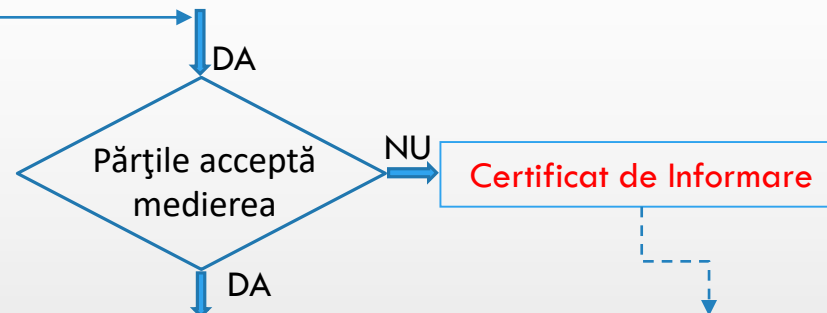 DA
Părţile acceptă
medierea
NU
Certificat de Informare
DA